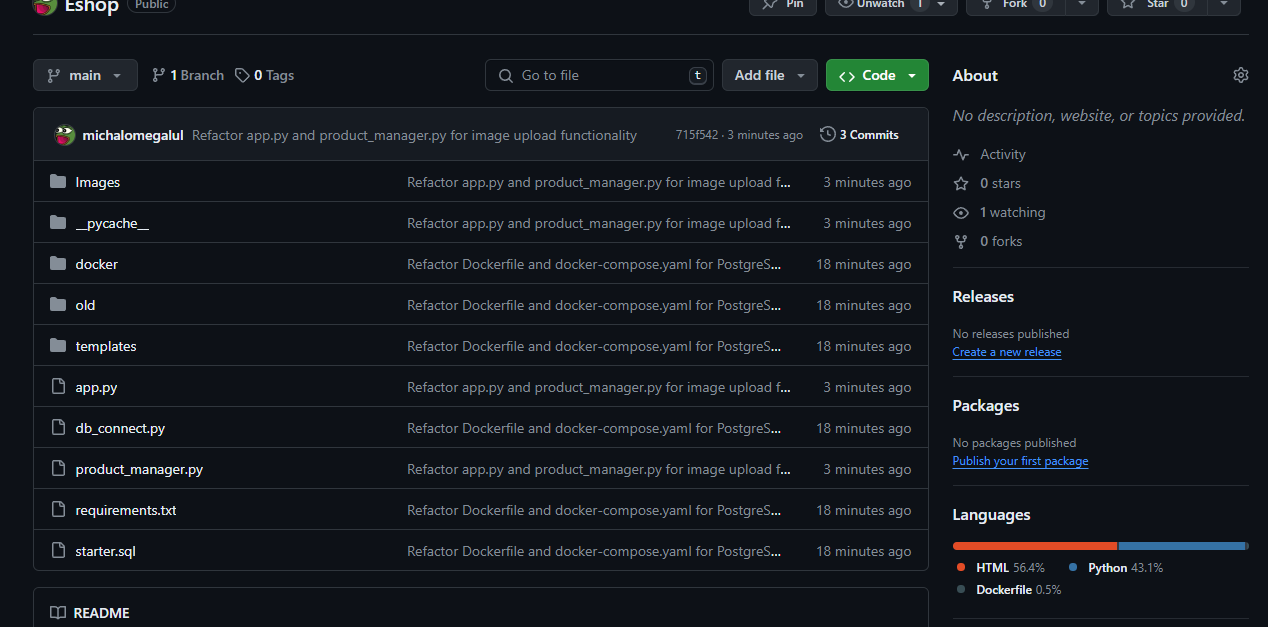 Eshop Public Pin Unwatch 1 Fork 0 Star 0
main 1 Branch 0 Tags Go to file t Add file Code
michalomegalul Refactor app.py and product_manager.py for image upload functionality 715f542 · 3 minutes ago 3 Commits
Images Refactor app.py and product_manager.py for image upload f... 3 minutes ago
__pycache__ Refactor app.py and product_manager.py for image upload f... 3 minutes ago
docker Refactor Dockerfile and docker-compose.yaml for PostgreS... 18 minutes ago
old Refactor Dockerfile and docker-compose.yaml for PostgreS... 18 minutes ago
templates Refactor Dockerfile and docker-compose.yaml for PostgreS... 18 minutes ago
app.py Refactor app.py and product_manager.py for image upload f... 3 minutes ago
db_connect.py Refactor Dockerfile and docker-compose.yaml for PostgreS... 18 minutes ago
product_manager.py Refactor app.py and product_manager.py for image upload f... 3 minutes ago
requirements.txt Refactor Dockerfile and docker-compose.yaml for PostgreS... 18 minutes ago
starter.sql Refactor Dockerfile and docker-compose.yaml for PostgreS... 18 minutes ago
README
About
No description, website, or topics provided.
Activity
0 stars
1 watching
0 forks
Releases
No releases published
Create a new release
Packages
No packages published
Publish your first package
Languages
HTML 56.4% Python 43.1%
Dockerfile 0.5%